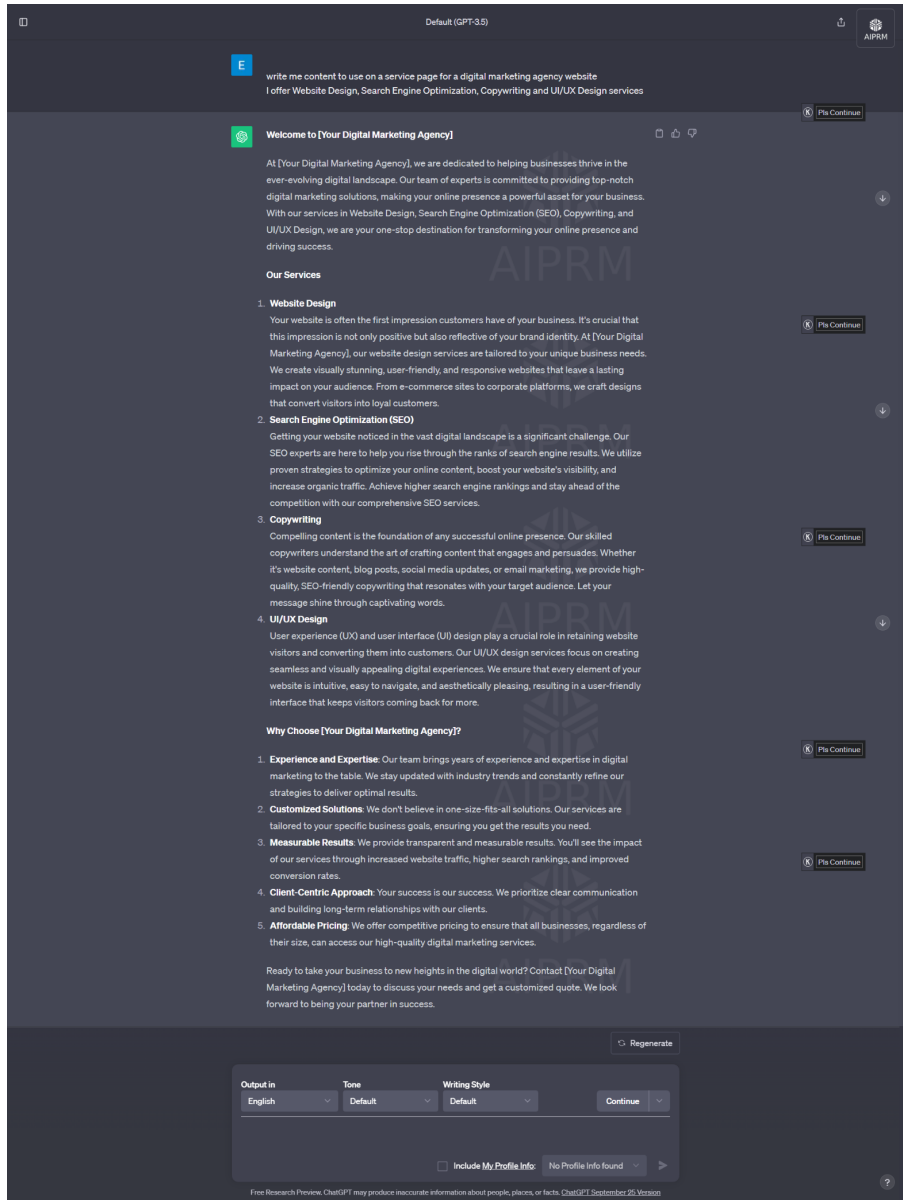 Default (GPT-3.5)
AIPRM
E
write me content to use on a service page for a digital marketing agency website
I offer Website Design, Search Engine Optimization, Copywriting and UI/UX Design services
K Pls Continue
Welcome to [Your Digital Marketing Agency]
At [Your Digital Marketing Agency], we are dedicated to helping businesses thrive in the
ever-evolving digital landscape. Our team of experts is committed to providing top-notch
digital marketing solutions, making your online presence a powerful asset for your business.
With our services in Website Design, Search Engine Optimization (SEO), Copywriting, and
UI/UX Design, we are your one-stop destination for transforming your online presence and
driving success.
AIPRM
Our Services
1. Website Design
Your website is often the first impression customers have of your business. It's crucial that
this impression is not only positive but also reflective of your brand identity. At [Your Digital
K Pls Continue
Marketing Agency], our website design services are tailored to your unique business needs.
We create visually stunning, user-friendly, and responsive websites that leave a lasting
impact on your audience. From e-commerce sites to corporate platforms, we craft designs
that convert visitors into loyal customers.
2. Search Engine Optimization (SEO)
Getting your website noticed in the vast digital landscape is a significant challenge. Our
SEO experts are here to help you rise through the ranks of search engine results. We utilize
AIPRM
proven strategies to optimize your online content, boost your website's visibility, and
increase organic traffic. Achieve higher search engine rankings and stay ahead of the
competition with our comprehensive SEO services.
3. Copywriting
Compelling content is the foundation of any successful online presence. Our skilled
K Pls Continue
copywriters understand the art of crafting content that engages and persuades. Whether
it's website content, blog posts, social media updates, or email marketing, we provide high-
quality, SEO-friendly copywriting that resonates with your target audience. Let your
message shine through captivating words.
AIPRM
4. UI/UX Design
User experience (UX) and user interface (UI) design play a crucial role in retaining website
visitors and converting them into customers. Our UI/UX design services focus on creating
seamless and visually appealing digital experiences. We ensure that every element of your
website is intuitive, easy to navigate, and aesthetically pleasing, resulting in a user-friendly
interface that keeps visitors coming back for more.
Why Choose [Your Digital Marketing Agency]?
K Pls Continue
1. Experience and Expertise: Our team brings years of experience and expertise in digital
marketing to the table. We stay updated with industry trends and constantly refine our
strategies to deliver optimal results.
AIPRM
2. Customized Solutions: We don't believe in one-size-fits-all solutions. Our services are
tailored to your specific business goals, ensuring you get the results you need.
3. Measurable Results: We provide transparent and measurable results. You'll see the impact
of our services through increased website traffic, higher search rankings, and improved
K Pls Continue
conversion rates.
4. Client-Centric Approach: Your success is our success. We prioritize clear communication
and building long-term relationships with our clients.
5. Affordable Pricing: We offer competitive pricing to ensure that all businesses, regardless of
their size, can access our high-quality digital marketing services.
AIPRM
Ready to take your business to new heights in the digital world? Contact [Your Digital
Marketing Agency] today to discuss your needs and get a customized quote. We look
forward to being your partner in success.
Regenerate
Output in Tone Writing Style
English Default Default Continue
Include My Profile Info: No Profile Info found
?
Free Research Preview. ChatGPT may produce inaccurate information about people, places, or facts. ChatGPT September 25 Version